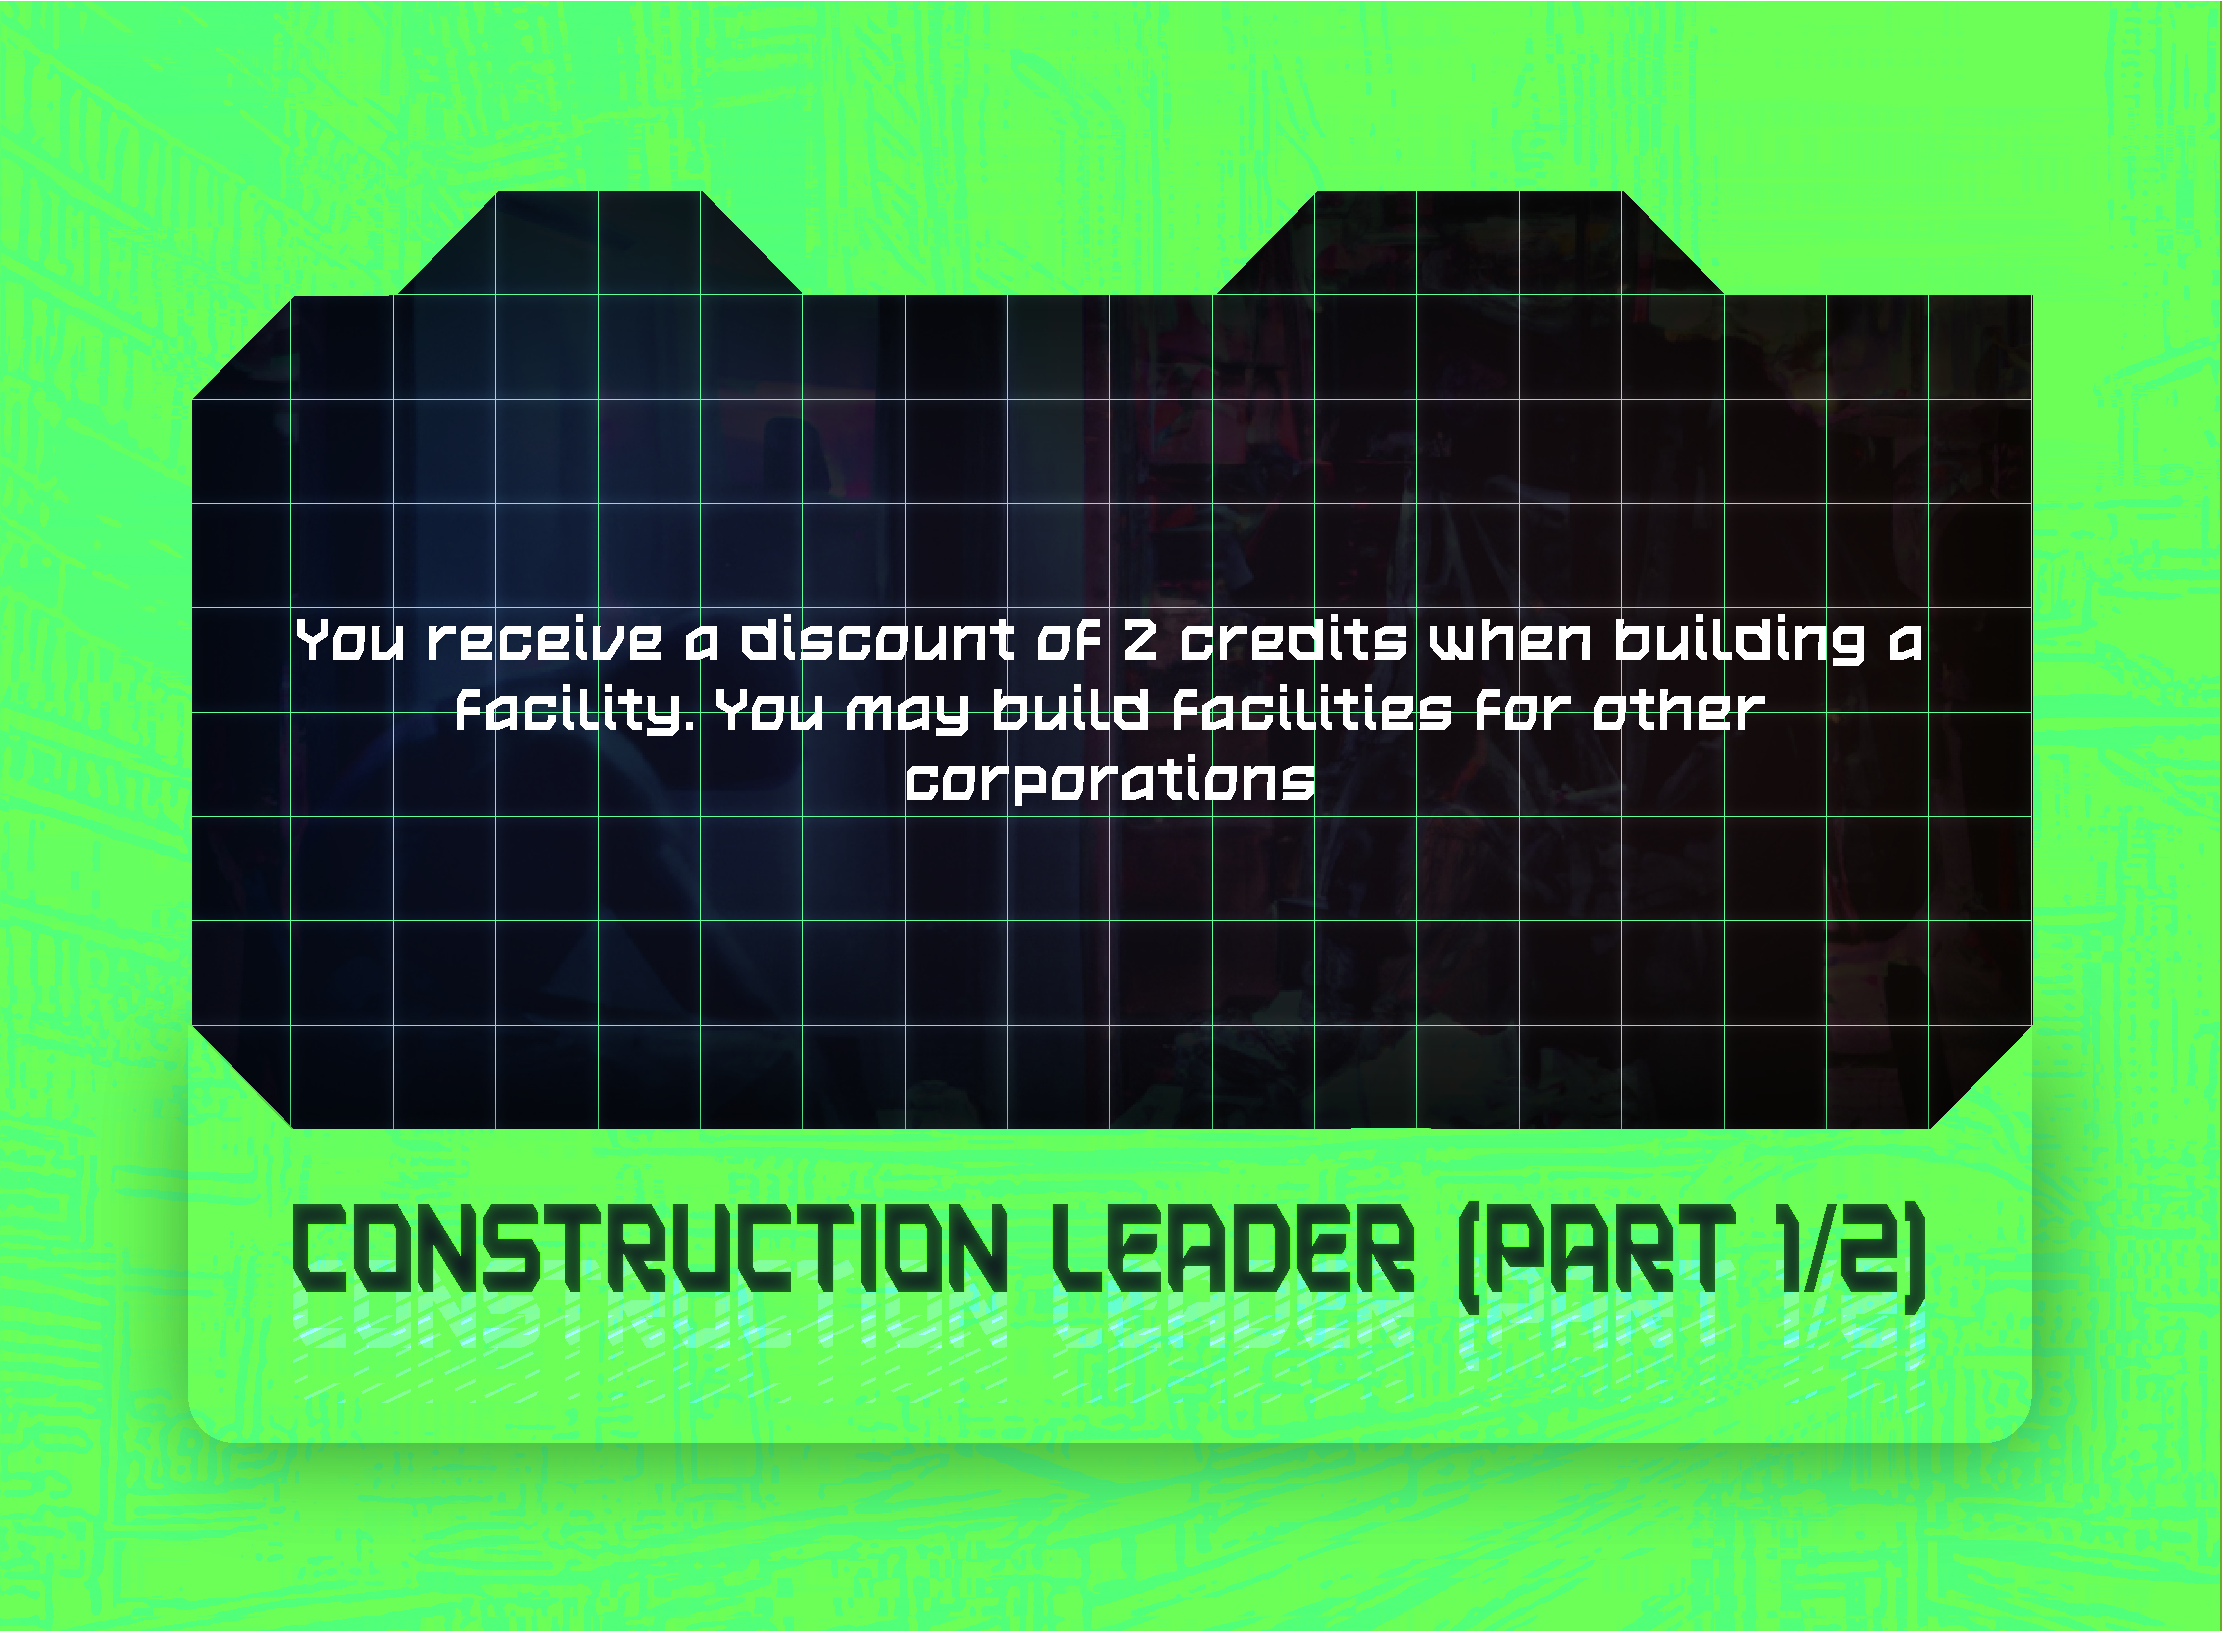 You receive a discount of 2 credits when building a
facility. You may build facilities for other
corporations
CONSTRUCTION LEADER (PART 1/2)